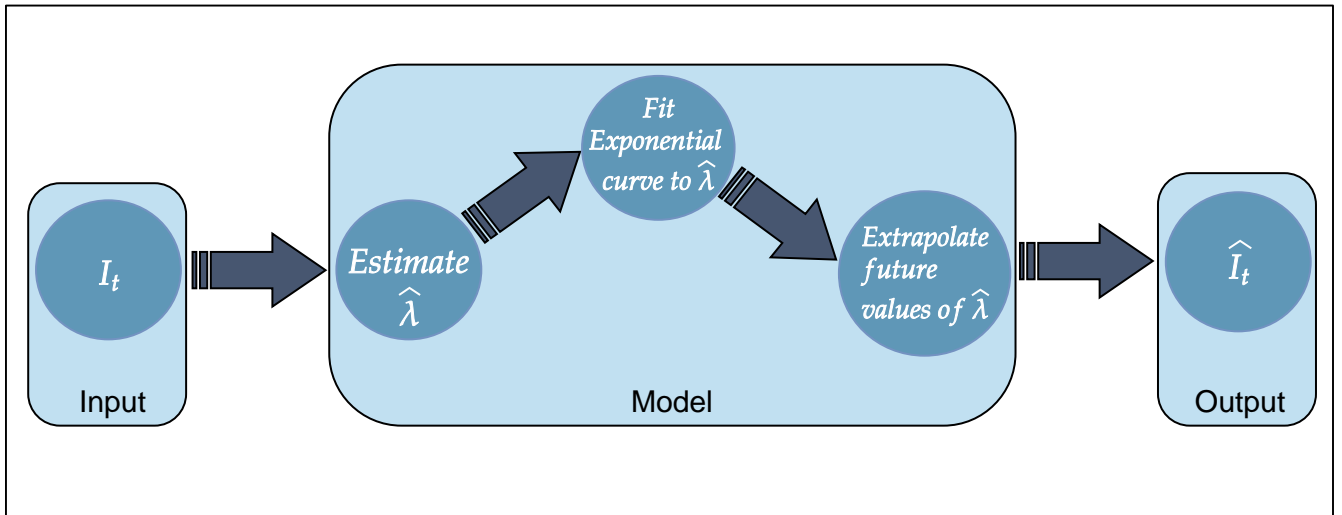 I_t
Input
Estimate
λ̂
Fit
Exponential
curve to λ̂
Extrapolate
future
values of λ̂
Model
Î_t
Output